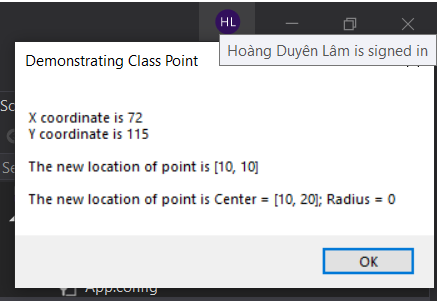 HL
Hoàng Duyên Lâm is signed in
Demonstrating Class Point
X coordinate is 72
Y coordinate is 115
The new location of point is [10, 10]
The new location of point is Center = [10, 20]; Radius = 0
OK
App.config